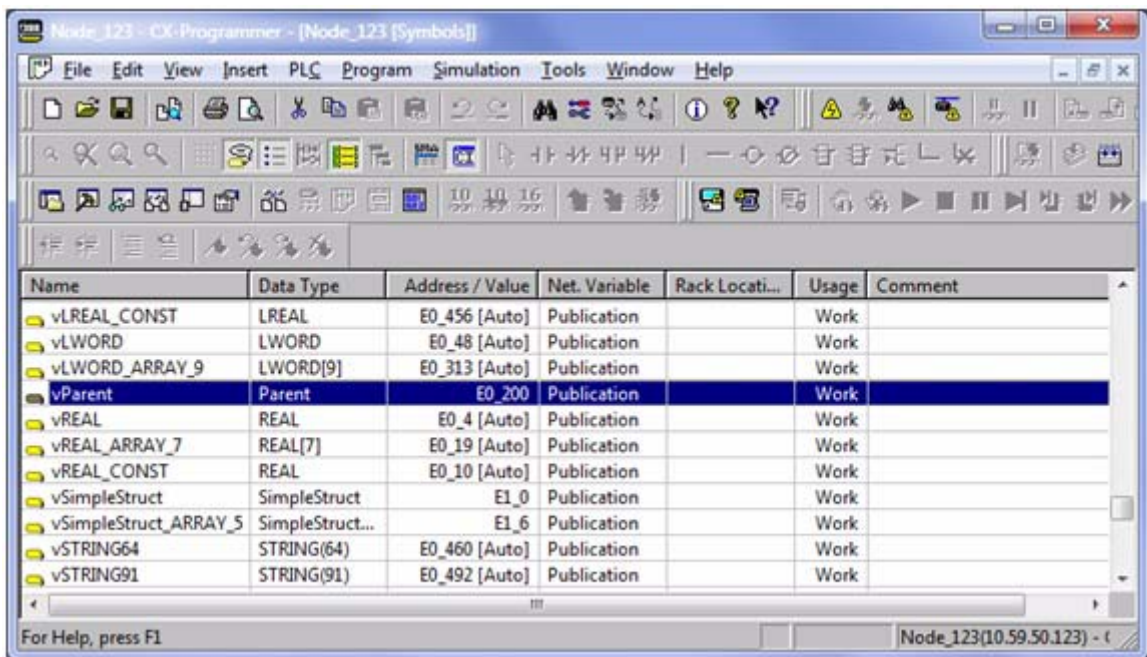 Node_123 - CX-Programmer - [Node_123 [Symbols]]
File Edit View Insert PLC Program Simulation Tools Window Help
10 10 16
Name Data Type Address / Value Net. Variable Rack Locati... Usage Comment
vLREAL_CONST LREAL E0_456 [Auto] Publication Work
vLWORD LWORD E0_48 [Auto] Publication Work
vLWORD_ARRAY_9 LWORD[9] E0_313 [Auto] Publication Work
vParent Parent E0_200 Publication Work
vREAL REAL E0_4 [Auto] Publication Work
vREAL_ARRAY_7 REAL[7] E0_19 [Auto] Publication Work
vREAL_CONST REAL E0_10 [Auto] Publication Work
vSimpleStruct SimpleStruct E1_0 Publication Work
vSimpleStruct_ARRAY_5 SimpleStruct... E1_6 Publication Work
vSTRING64 STRING(64) E0_460 [Auto] Publication Work
vSTRING91 STRING(91) E0_492 [Auto] Publication Work
For Help, press F1 Node_123(10.59.50.123) -